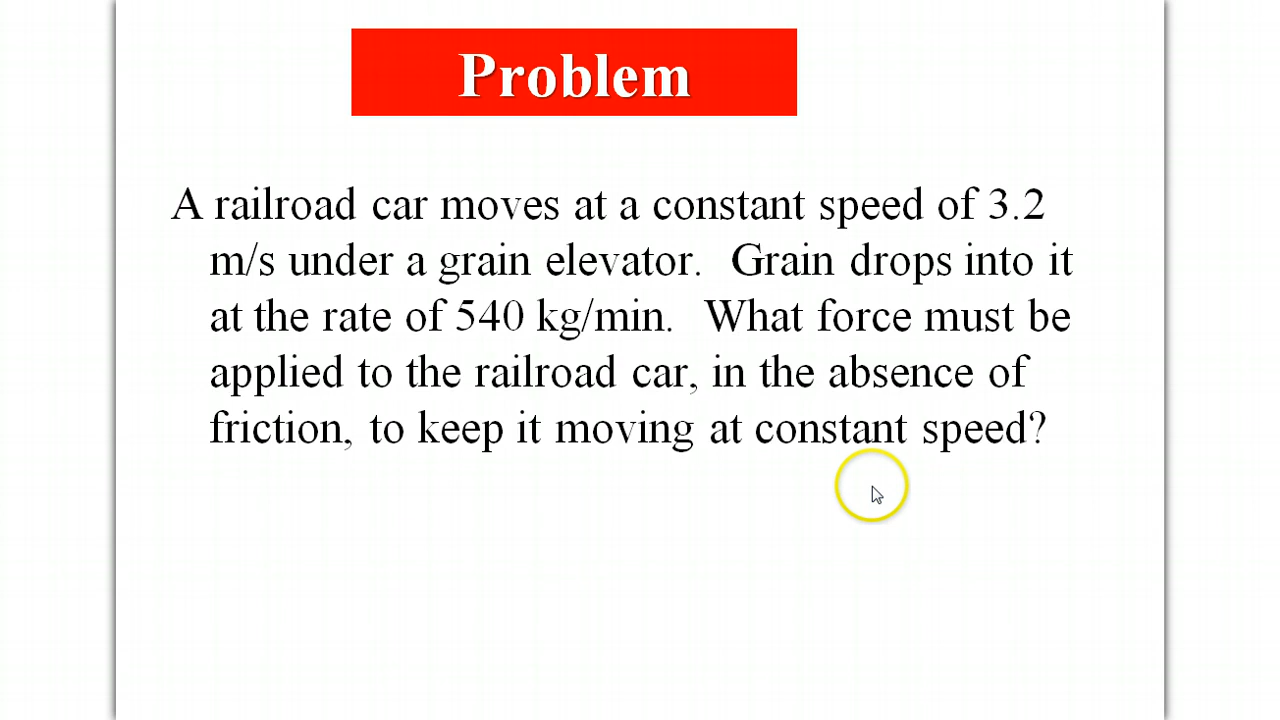 Problem
A railroad car moves at a constant speed of 3.2
m/s under a grain elevator.  Grain drops into it
at the rate of 540 kg/min.  What force must be
applied to the railroad car, in the absence of
friction, to keep it moving at constant speed?